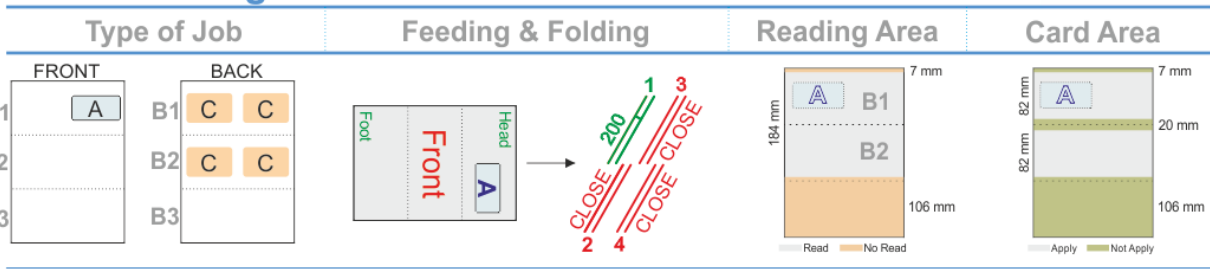 Type of Job
Feeding & Folding
Reading Area
Card Area
FRONT
BACK
1
A
2
3
B1
C C
B2
C C
B3
Foot
Front
Head
A
1
3
200
CLOSE
CLOSE
CLOSE
2
4
7 mm
A
B1
184 mm
B2
106 mm
Read
No Read
7 mm
82 mm
A
20 mm
82 mm
106 mm
Apply
Not Apply